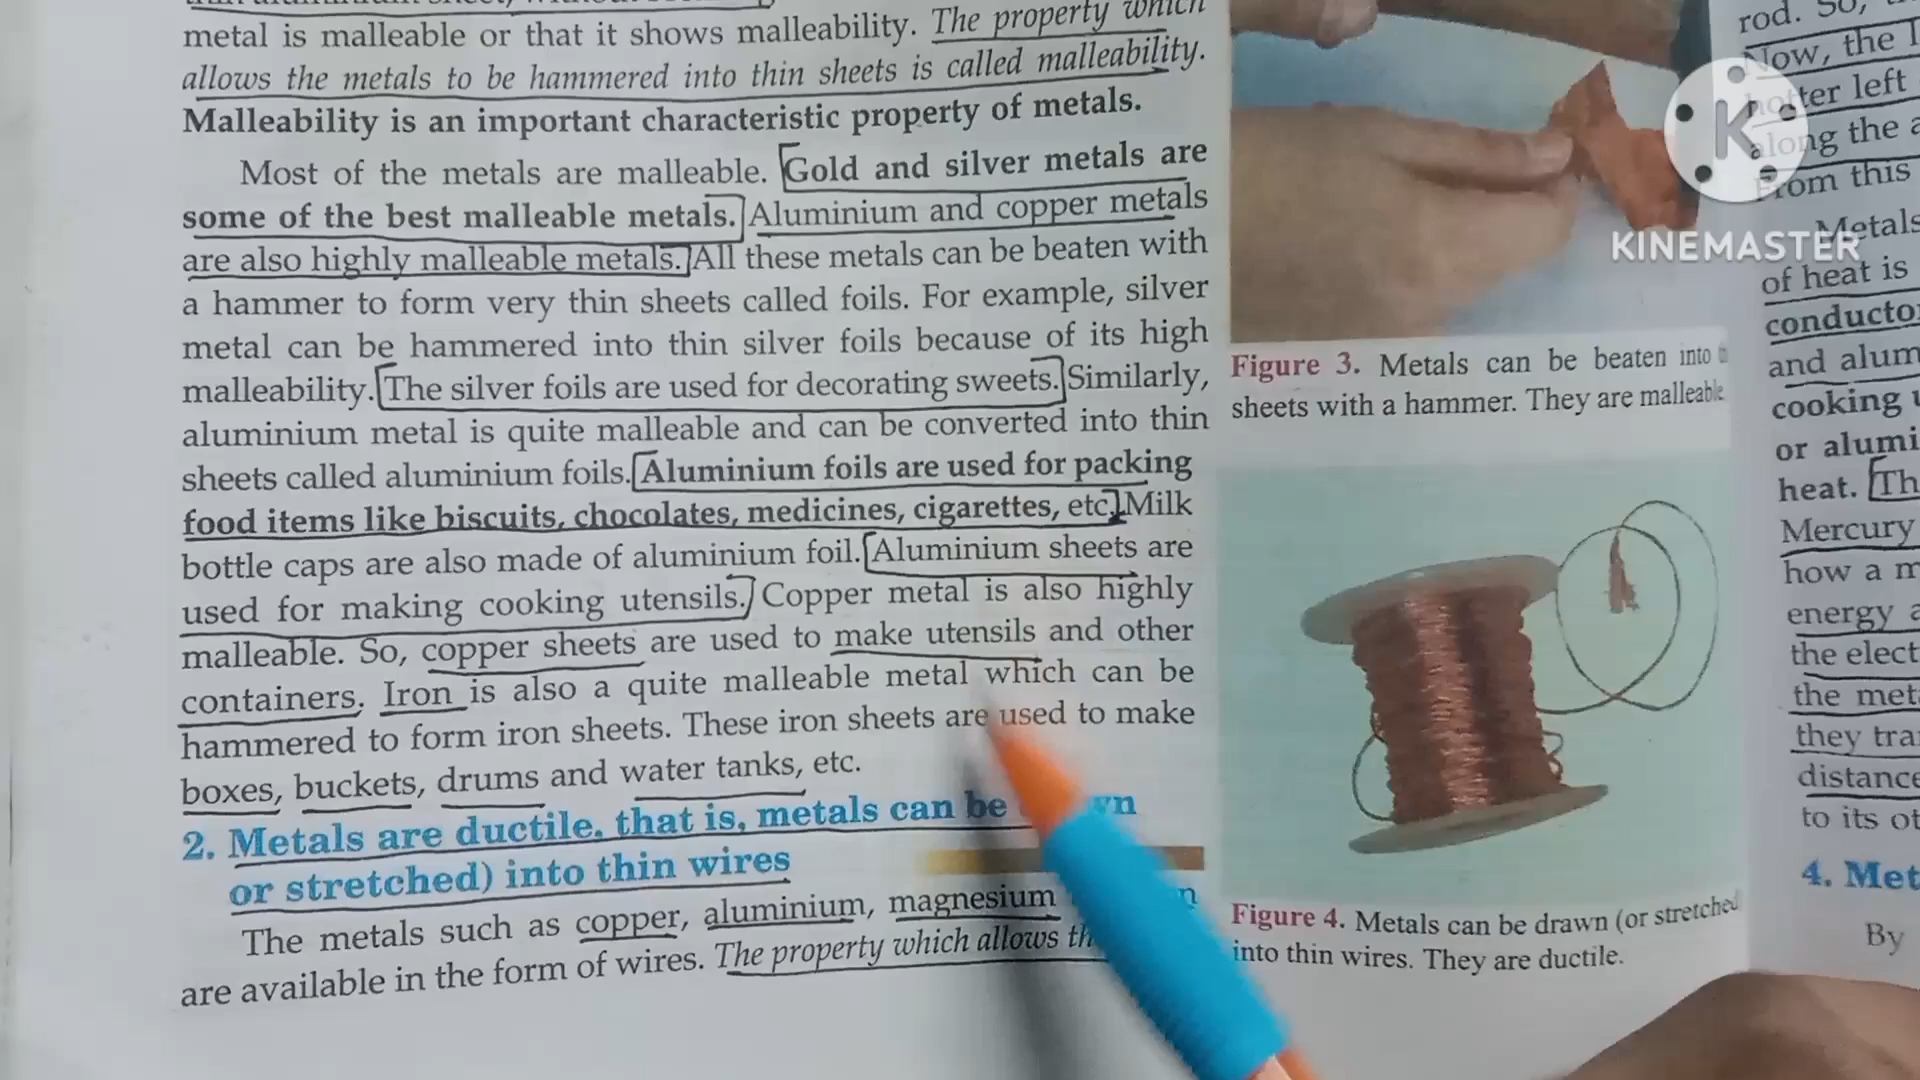 metal is malleable or that it shows malleability. The property which
allows the metals to be hammered into thin sheets is called malleability.
Malleability is an important characteristic property of metals.
Most of the metals are malleable. Gold and silver metals are
some of the best malleable metals. Aluminium and copper metals
are also highly malleable metals. All these metals can be beaten with
a hammer to form very thin sheets called foils. For example, silver
metal can be hammered into thin silver foils because of its high
malleability. The silver foils are used for decorating sweets. Similarly,
aluminium metal is quite malleable and can be converted into thin
sheets called aluminium foils. Aluminium foils are used for packing
food items like biscuits, chocolates, medicines, cigarettes, etc. Milk
bottle caps are also made of aluminium foil. Aluminium sheets are
used for making cooking utensils. Copper metal is also highly
malleable. So, copper sheets are used to make utensils and other
containers. Iron is also a quite malleable metal which can be
hammered to form iron sheets. These iron sheets are used to make
boxes, buckets, drums and water tanks, etc.
2. Metals are ductile, that is, metals can be
or stretched) into thin wires
The metals such as copper, aluminium, magnesium
are available in the form of wires. The property which allows
Figure 3. Metals can be beaten into
sheets with a hammer. They are malleable
Figure 4. Metals can be drawn (or stretched
into thin wires. They are ductile.
rod. So,
Now, the
hotter left
along the
From this
Metals
of heat is
conductor
and alum
cooking
or alumi
heat. Th
Mercury
how a m
energy a
the elect
the met
they tra
distance
to its ot
4. Met
By
K
KINEMASTER